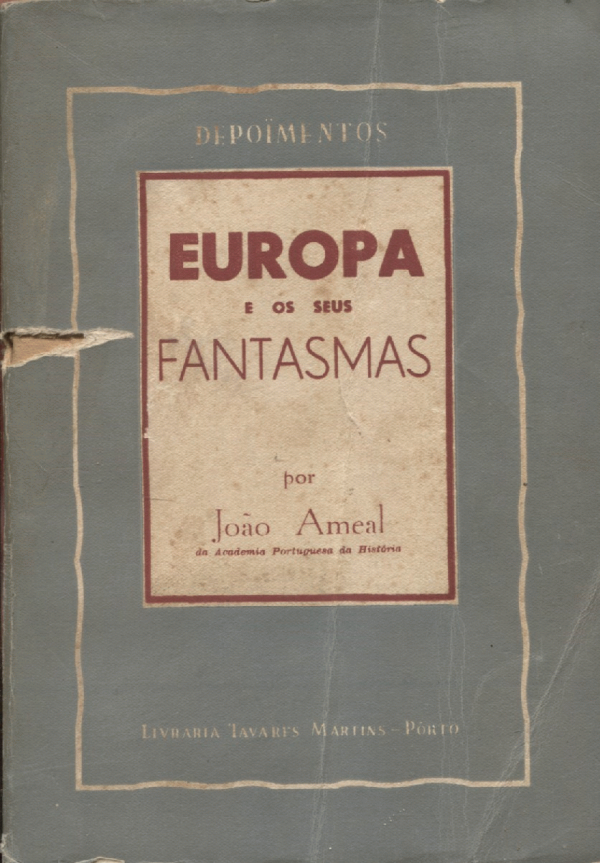 DEPOÏMENTOS
EUROPA
E OS SEUS
FANTASMAS
por
João Ameal
da Academia Portuguesa da História
LIVRARIA TAVARES MARTINS – PÔRTO